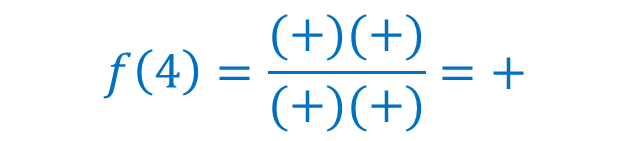 f(4) = (+)(+)/(+)(+) = +